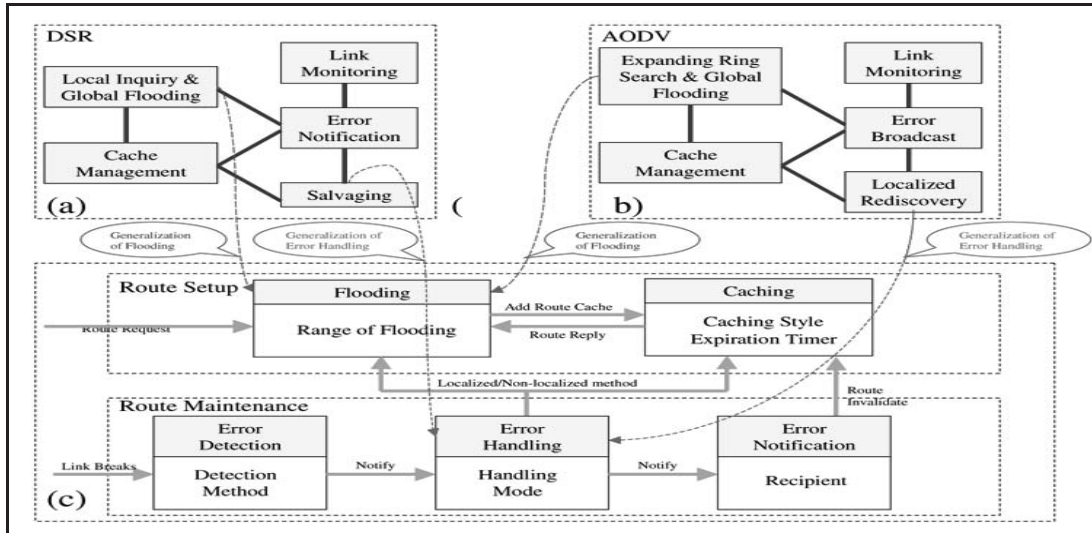 DSR
Local Inquiry &
Global Flooding
Link
Monitoring
Error
Notification
Cache
Management
Salvaging
(a)
(
AODV
Expanding Ring
Search & Global
Flooding
Link
Monitoring
Error
Broadcast
Cache
Management
Localized
Rediscovery
b)
Generalization
of Flooding
Generalization of
Error Handling
Generalization
of Flooding
Generalization of
Error Handling
Route Setup
Flooding
Range of Flooding
Caching
Caching Style
Expiration Timer
Add Route Cache
Route Reply
Route Request
Localized/Non-localized method
Route
Invalidate
Route Maintenance
Error
Detection
Detection
Method
Error
Handling
Handling
Mode
Error
Notification
Recipient
Link Breaks
Notify
Notify
(c)